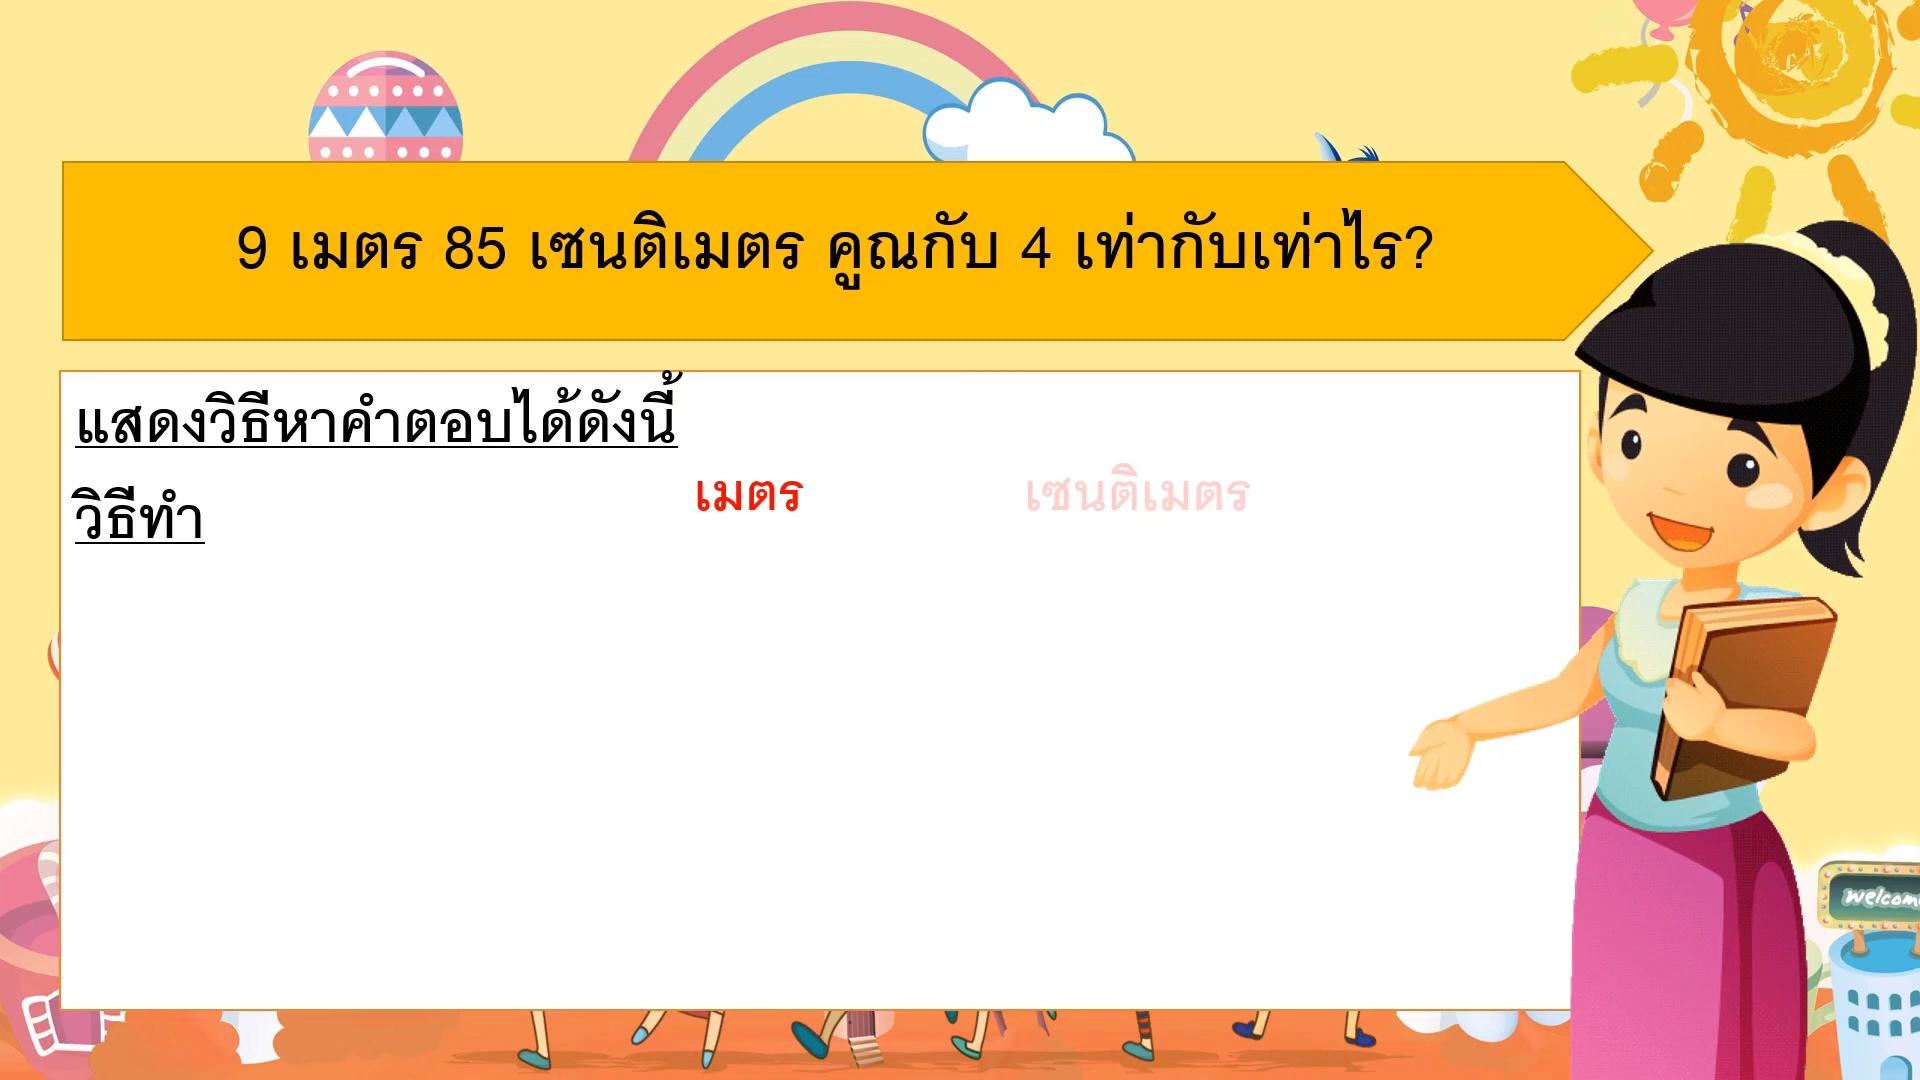 9 เมตร 85 เซนติเมตร คูณกับ 4 เท่ากับเท่าไร?
แสดงวิธีหาคำตอบได้ดังนี้
วิธีทำ เมตร เซนติเมตร
welcome